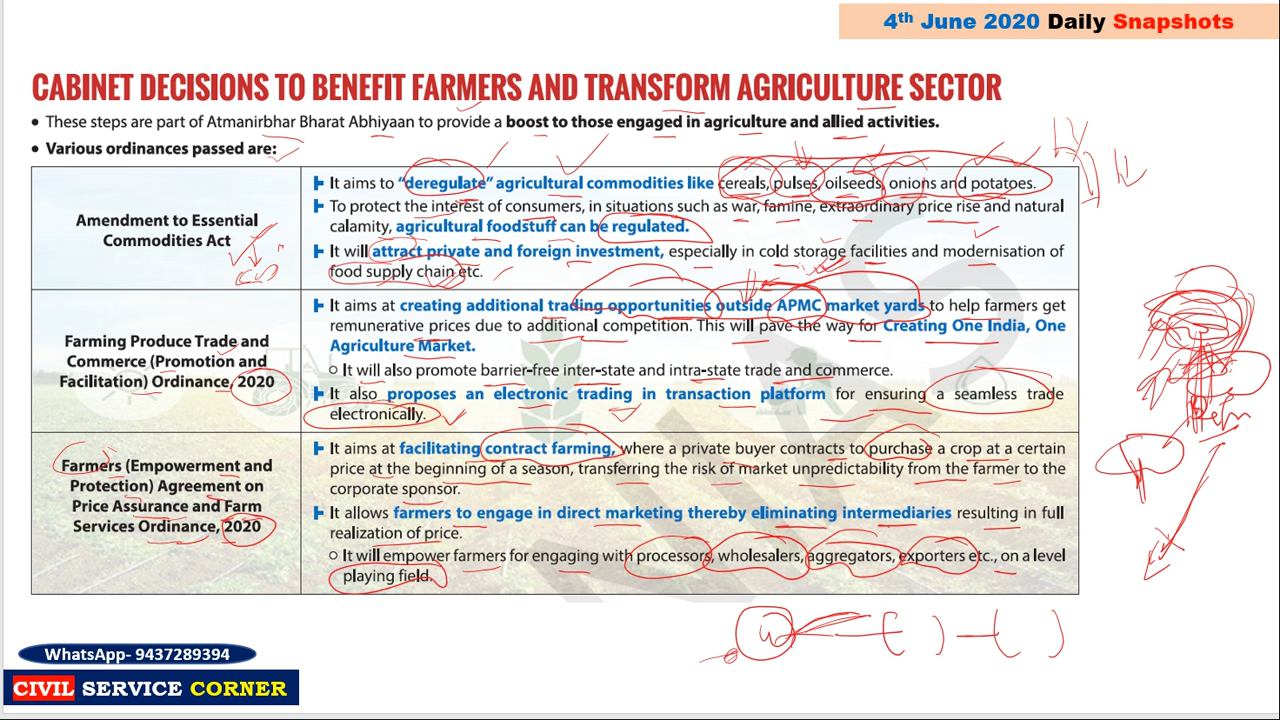 4th June 2020 Daily Snapshots
CABINET DECISIONS TO BENEFIT FARMERS AND TRANSFORM AGRICULTURE SECTOR
• These steps are part of Atmanirbhar Bharat Abhiyaan to provide a boost to those engaged in agriculture and allied activities.
• Various ordinances passed are:
Amendment to Essential
Commodities Act
It aims to "deregulate" agricultural commodities like cereals, pulses, oilseeds, onions and potatoes.
To protect the interest of consumers, in situations such as war, famine, extraordinary price rise and natural
calamity, agricultural foodstuff can be regulated.
It will attract private and foreign investment, especially in cold storage facilities and modernisation of
food supply chain etc.
Farming Produce Trade and
Commerce (Promotion and
Facilitation) Ordinance, 2020
It aims at creating additional trading opportunities outside APMC market yards to help farmers get
remunerative prices due to additional competition. This will pave the way for Creating One India, One
Agriculture Market.
It will also promote barrier-free inter-state and intra-state trade and commerce.
It also proposes an electronic trading in transaction platform for ensuring a seamless trade
electronically.
Farmers (Empowerment and
Protection) Agreement on
Price Assurance and Farm
Services Ordinance, 2020
It aims at facilitating contract farming, where a private buyer contracts to purchase a crop at a certain
price at the beginning of a season, transferring the risk of market unpredictability from the farmer to the
corporate sponsor.
It allows farmers to engage in direct marketing thereby eliminating intermediaries resulting in full
realization of price.
It will empower farmers for engaging with processors, wholesalers, aggregators, exporters etc., on a level
playing field.
WhatsApp- 9437289394
CIVIL SERVICE CORNER